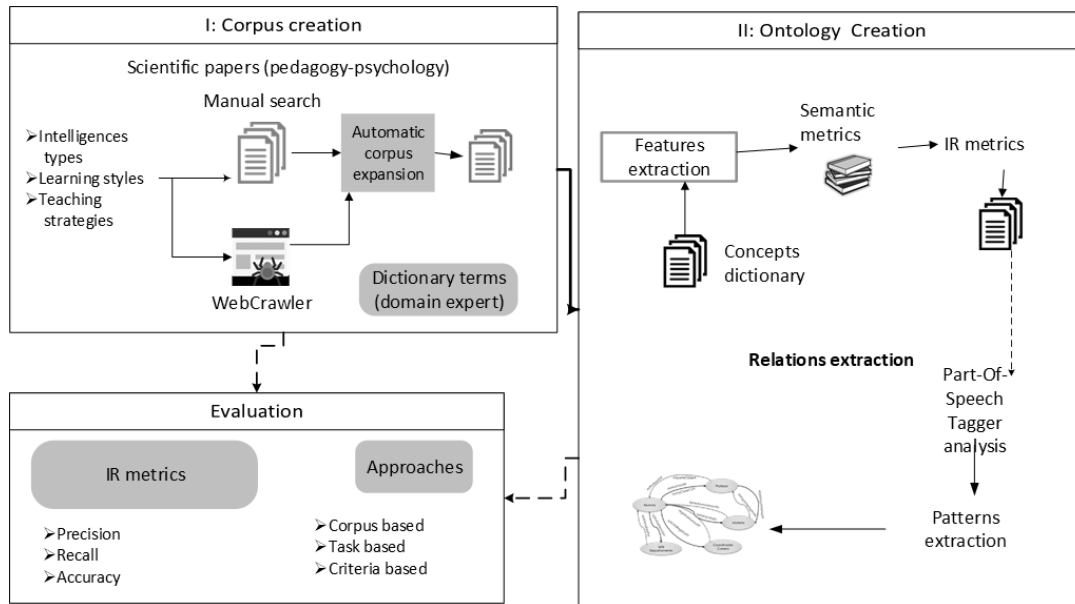 I: Corpus creation
Scientific papers (pedagogy-psychology)
Manual search
➢Intelligences
types
➢Learning styles
➢Teaching
strategies
Automatic
corpus
expansion
WebCrawler
Dictionary terms
(domain expert)
II: Ontology Creation
Features
extraction
Semantic
metrics
IR metrics
Concepts
dictionary
Relations extraction
Part-Of-
Speech
Tagger
analysis
Patterns
extraction
Evaluation
IR metrics
➢Precision
➢Recall
➢Accuracy
Approaches
➢Corpus based
➢Task based
➢Criteria based